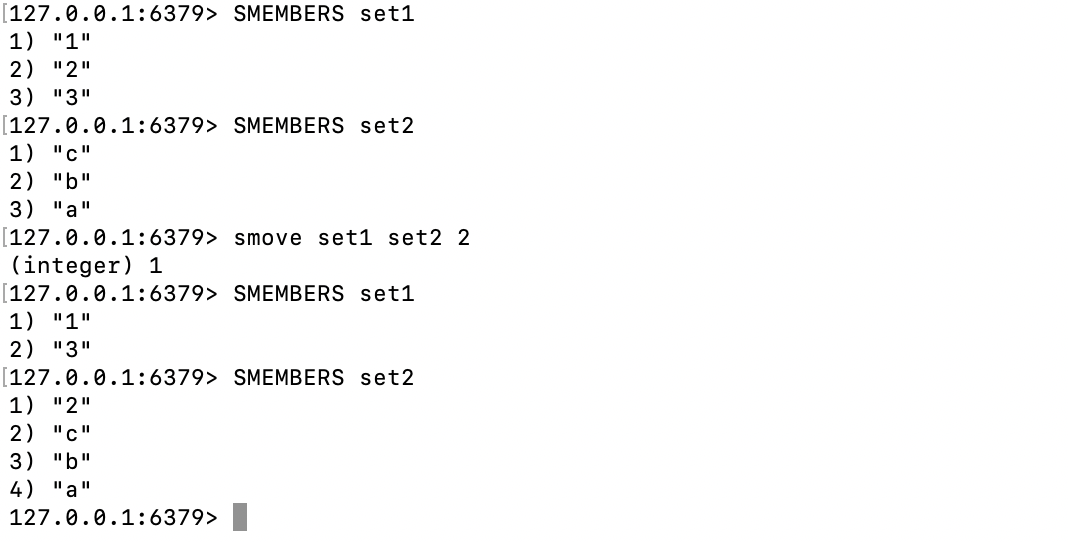 [127.0.0.1:6379> SMEMBERS set1
1) "1"
2) "2"
3) "3"
[127.0.0.1:6379> SMEMBERS set2
1) "c"
2) "b"
3) "a"
[127.0.0.1:6379> smove set1 set2 2
(integer) 1
[127.0.0.1:6379> SMEMBERS set1
1) "1"
2) "3"
[127.0.0.1:6379> SMEMBERS set2
1) "2"
2) "c"
3) "b"
4) "a"
127.0.0.1:6379>